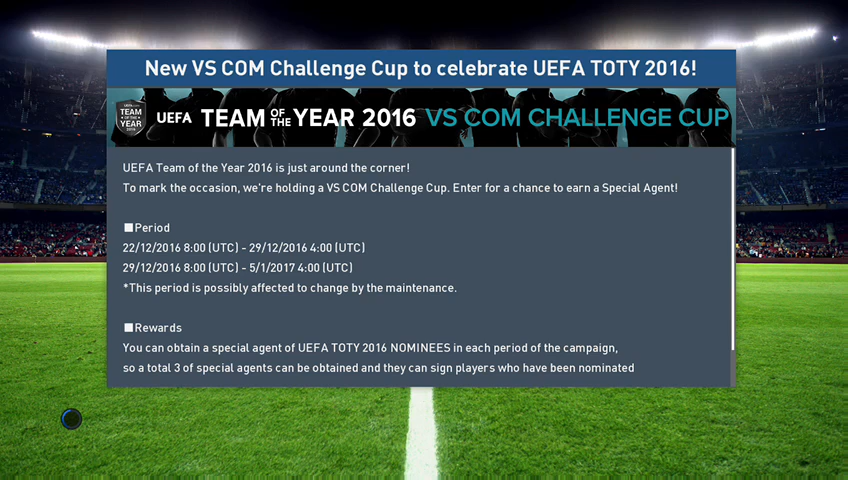 New VS COM Challenge Cup to celebrate UEFA TOTY 2016!
UEFA TEAM OF THE YEAR 2016
UEFA TEAM OF THE YEAR 2016 VS COM CHALLENGE CUP
UEFA Team of the Year 2016 is just around the corner!
To mark the occasion, we're holding a VS COM Challenge Cup. Enter for a chance to earn a Special Agent!
■Period
22/12/2016 8:00 (UTC) - 29/12/2016 4:00 (UTC)
29/12/2016 8:00 (UTC) - 5/1/2017 4:00 (UTC)
*This period is possibly affected to change by the maintenance.
■Rewards
You can obtain a special agent of UEFA TOTY 2016 NOMINEES in each period of the campaign,
so a total 3 of special agents can be obtained and they can sign players who have been nominated